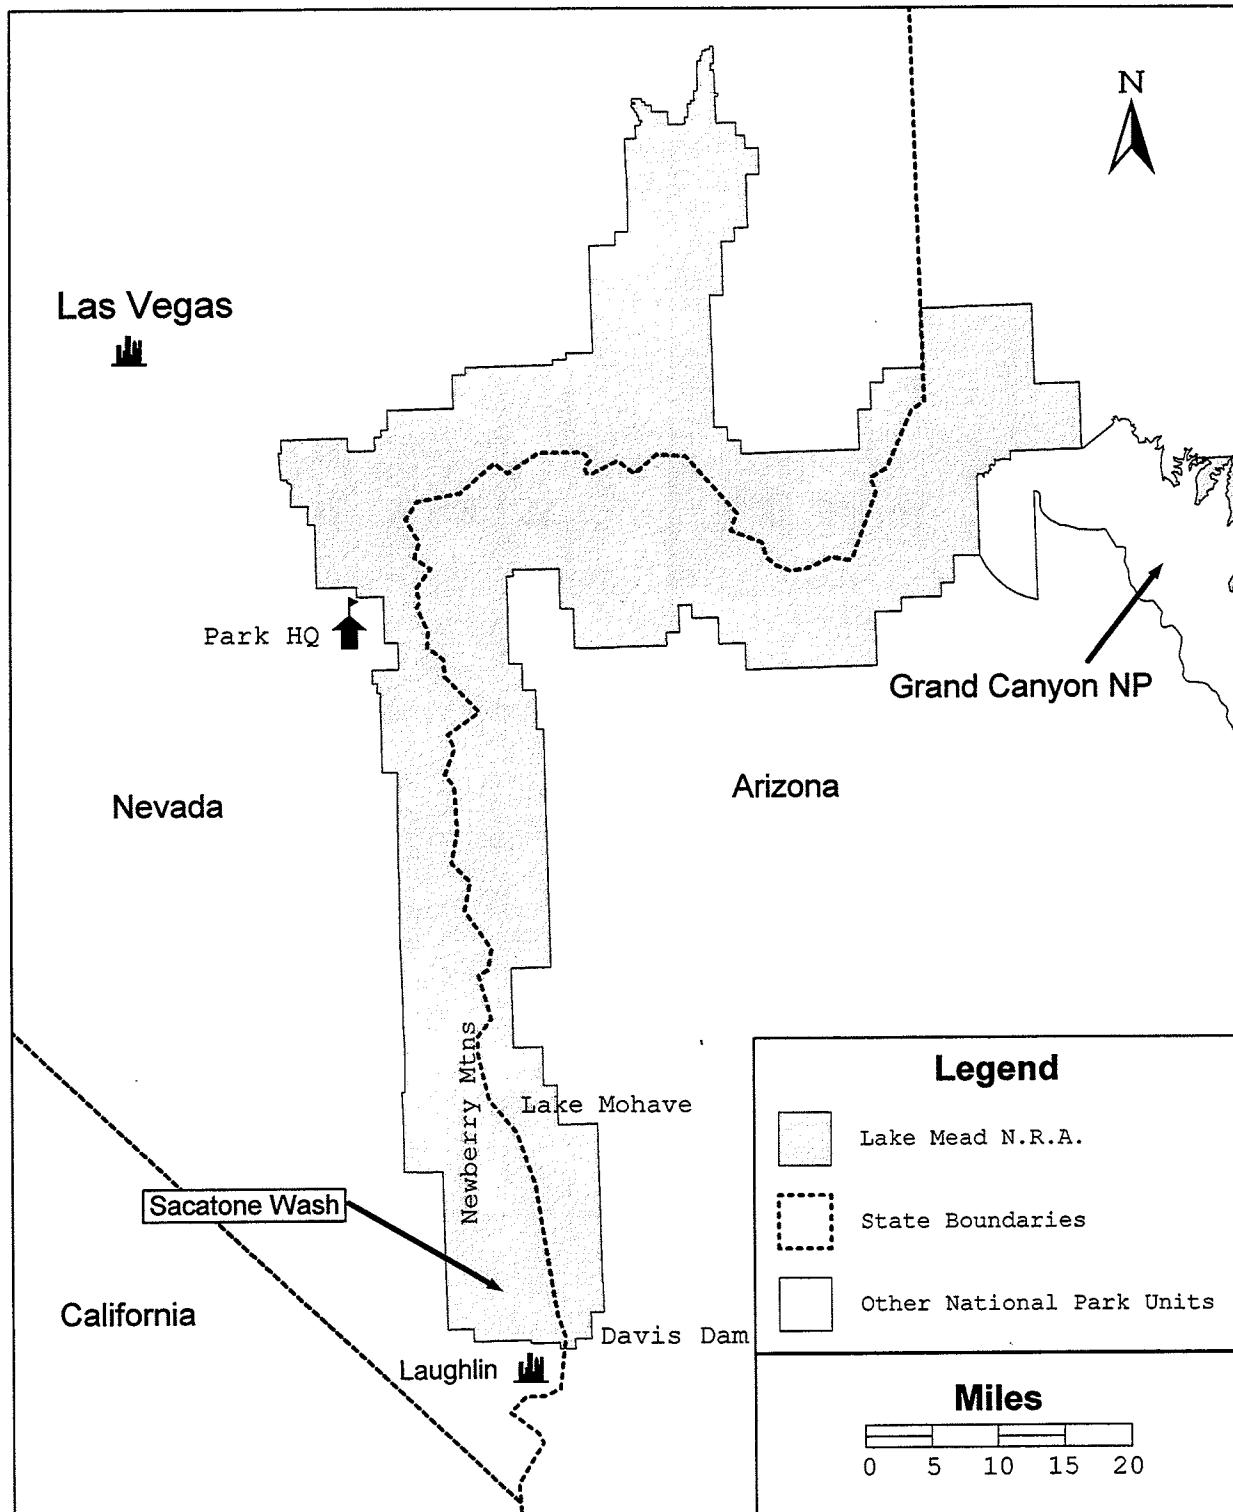 N
Las Vegas
Park HQ
Grand Canyon NP
Nevada
Arizona
Newberry Mtns
Lake Mohave
Sacatone Wash
California
Davis Dam
Laughlin
Legend
Lake Mead N.R.A.
State Boundaries
Other National Park Units
Miles
0 5 10 15 20